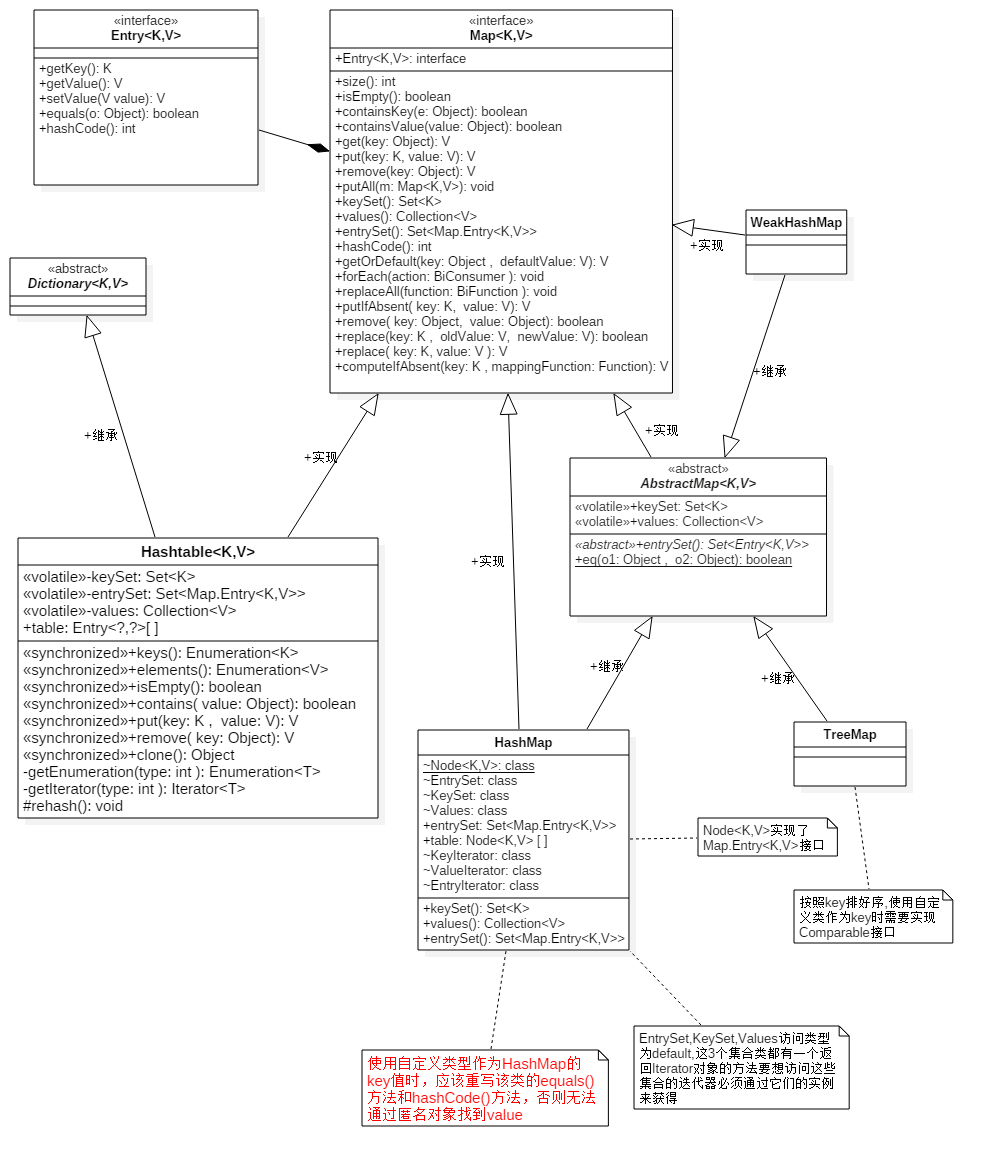 «interface»
Entry<K,V>
+getKey(): K
+getValue(): V
+setValue(V value): V
+equals(o: Object): boolean
+hashCode(): int
«interface»
Map<K,V>
+Entry<K,V>: interface
+size(): int
+isEmpty(): boolean
+containsKey(e: Object): boolean
+containsValue(value: Object): boolean
+get(key: Object): V
+put(key: K, value: V): V
+remove(key: Object): V
+putAll(m: Map<K,V>): void
+keySet(): Set<K>
+values(): Collection<V>
+entrySet(): Set<Map.Entry<K,V>>
+hashCode(): int
+getOrDefault(key: Object ,  defaultValue: V): V
+forEach(action: BiConsumer ): void
+replaceAll(function: BiFunction ): void
+putIfAbsent( key: K,  value: V): V
+remove( key: Object,  value: Object): boolean
+replace(key: K ,  oldValue: V,  newValue: V): boolean
+replace( key: K, value: V ): V
+computeIfAbsent(key: K , mappingFunction: Function): V
WeakHashMap
+实现
«abstract»
Dictionary<K,V>
+继承
+继承
+实现
+实现
«abstract»
AbstractMap<K,V>
«volatile»+keySet: Set<K>
«volatile»+values: Collection<V>
«abstract»+entrySet(): Set<Entry<K,V>>
+eq(o1: Object ,  o2: Object): boolean
Hashtable<K,V>
«volatile»-keySet: Set<K>
«volatile»-entrySet: Set<Map.Entry<K,V>>
«volatile»-values: Collection<V>
+table: Entry<?,?>[ ]
«synchronized»+keys(): Enumeration<K>
«synchronized»+elements(): Enumeration<V>
«synchronized»+isEmpty(): boolean
«synchronized»+contains( value: Object): boolean
«synchronized»+put(key: K ,  value: V): V
«synchronized»+remove( key: Object): V
«synchronized»+clone(): Object
-getEnumeration(type: int ): Enumeration<T>
-getIterator(type: int ): Iterator<T>
#rehash(): void
+实现
+继承
+继承
HashMap
~Node<K,V>: class
~EntrySet: class
~KeySet: class
~Values: class
+entrySet: Set<Map.Entry<K,V>>
+table: Node<K,V> [ ]
~KeyIterator: class
~ValueIterator: class
~EntryIterator: class
+keySet(): Set<K>
+values(): Collection<V>
+entrySet(): Set<Map.Entry<K,V>>
TreeMap
Node<K,V>实现了
Map.Entry<K,V>接口
按照key排好序,使用自定
义类作为key时需要实现
Comparable接口
使用自定义类型作为HashMap的
key值时，应该重写该类的equals()
方法和hashCode()方法，否则无法
通过匿名对象找到value
EntrySet,KeySet,Values访问类型
为default,这3个集合类都有一个返
回Iterator对象的方法要想访问这些
集合的迭代器必须通过它们的实例
来获得